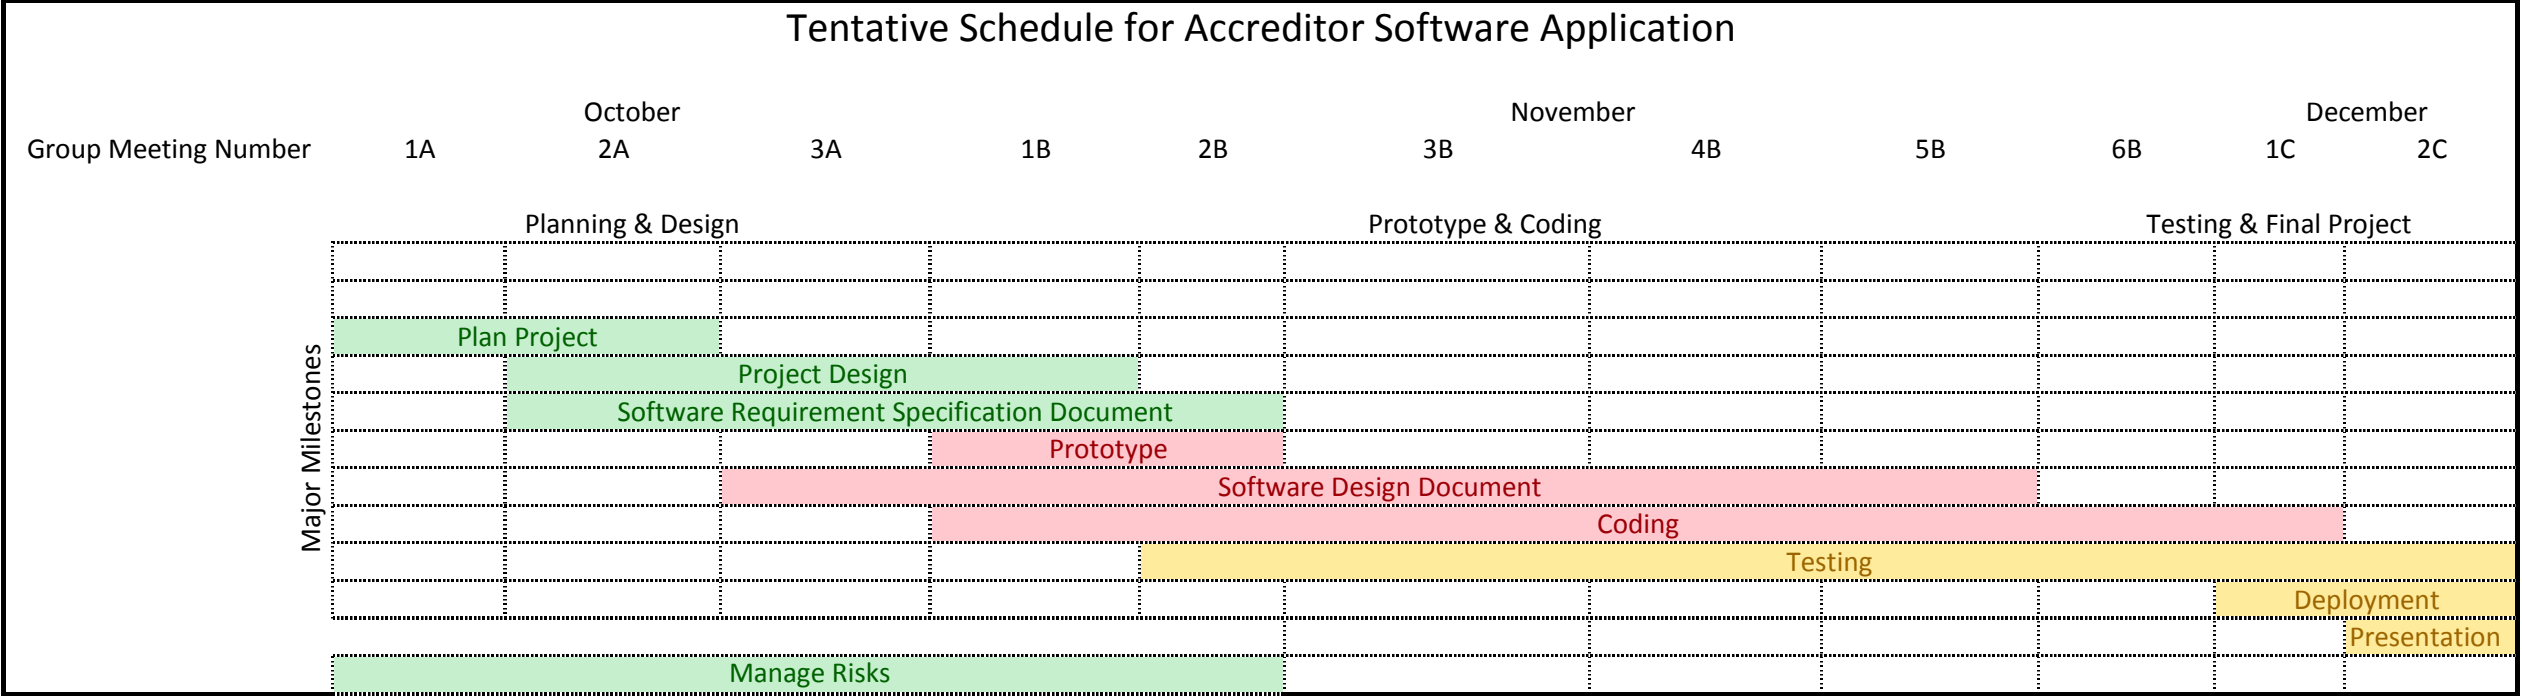 Tentative Schedule for Accreditor Software Application
October November December
Group Meeting Number 1A 2A 3A 1B 2B 3B 4B 5B 6B 1C 2C
Planning & Design Prototype & Coding Testing & Final Project
Major Milestones
Plan Project
Project Design
Software Requirement Specification Document
Prototype
Software Design Document
Coding
Testing
Deployment
Presentation
Manage Risks